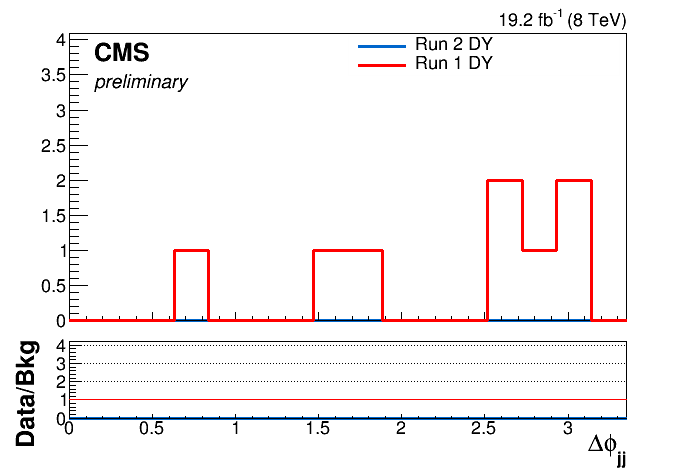 19.2 fb⁻¹ (8 TeV)
CMS
preliminary
Run 2 DY
Run 1 DY
4
3.5
3
2.5
2
1.5
1
0.5
0
Data/Bkg
4
3
2
1
0
0 0.5 1 1.5 2 2.5 3
Δϕjj